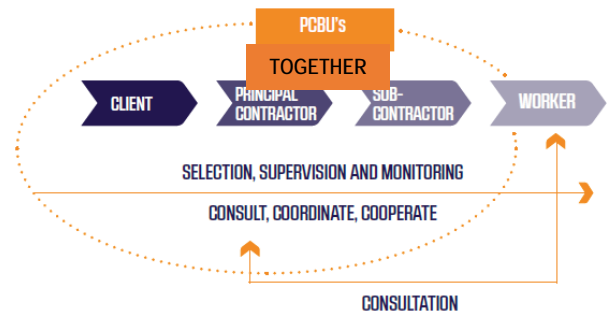 PCBU's
TOGETHER
CLIENT
PRINCIPAL
CONTRACTOR
SUB-
CONTRACTOR
WORKER
SELECTION, SUPERVISION AND MONITORING
CONSULT, COORDINATE, COOPERATE
CONSULTATION